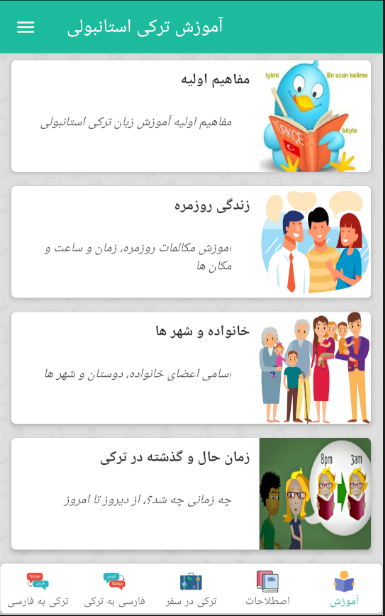 آموزش ترکی استانبولی
مفاهیم اولیه
مفاهیم اولیه آموزش زبان ترکی استانبولی
iyimi
En uzun kelime
böyle
TÜRKÇE
زندگی روزمره
آموزش مکالمات روزمره، زمان و ساعت و
مکان ها
خانواده و شهر ها
اسامی اعضای خانواده، دوستان و شهر ها
زمان حال و گذشته در ترکی
چه زمانی چه شد؟، از دیروز تا امروز
8pm
3am
آموزش
اصطلاحات
ترکی در سفر
فارسی به ترکی
ترکی به فارسی